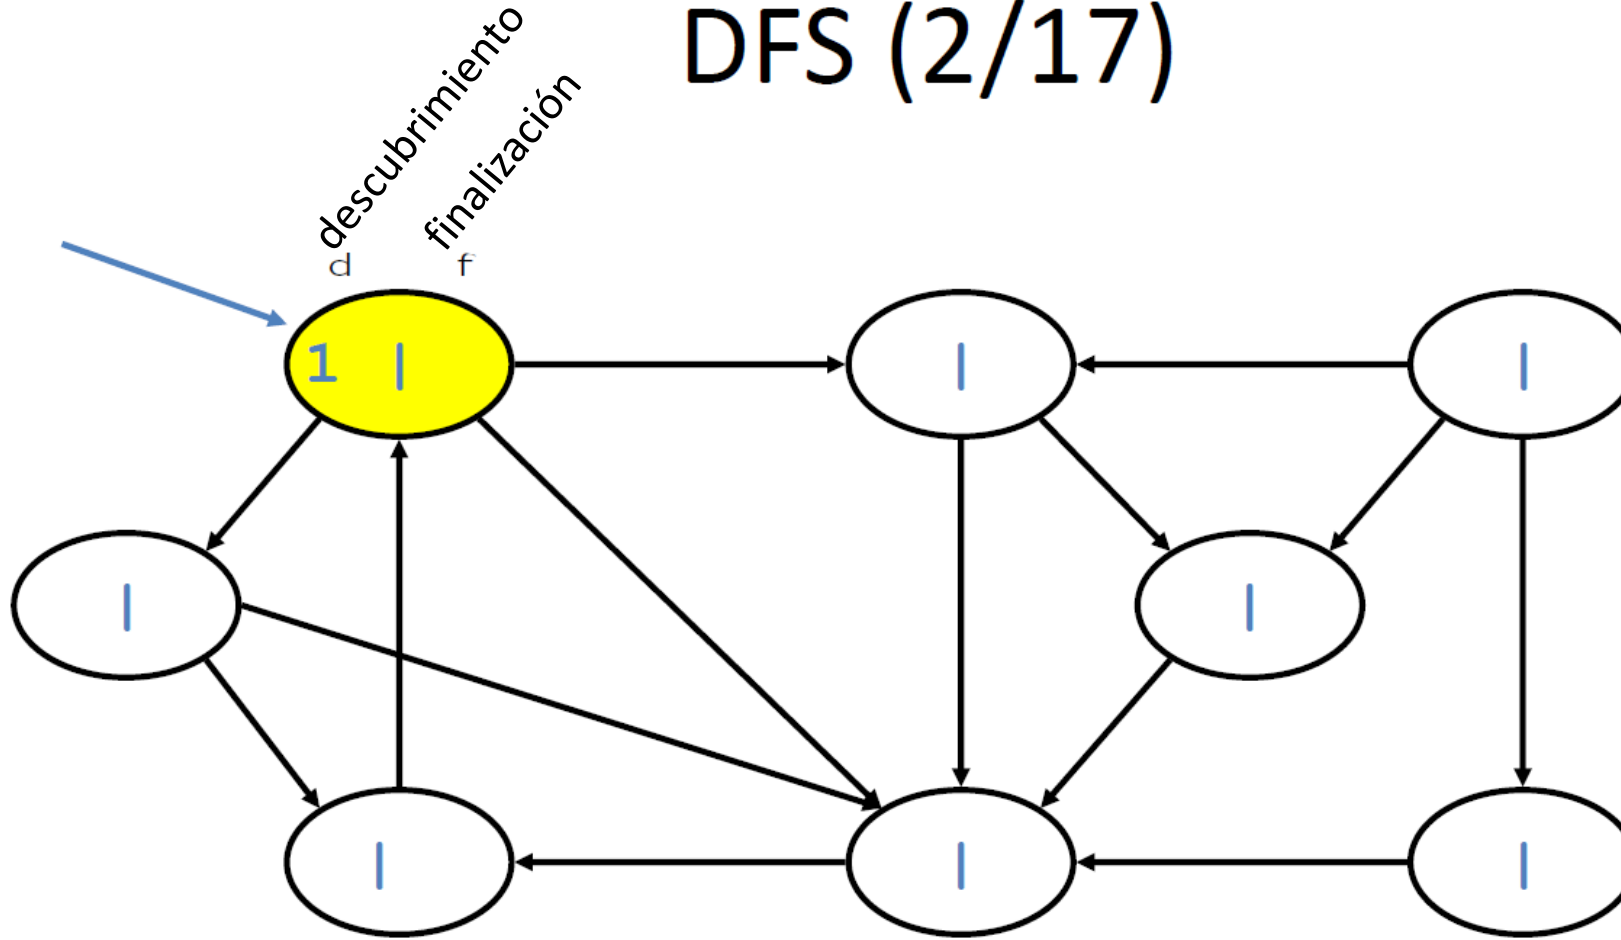 DFS (2/17)
descubrimiento
finalización
d f
1 |
|
|
|
|
|
|
|